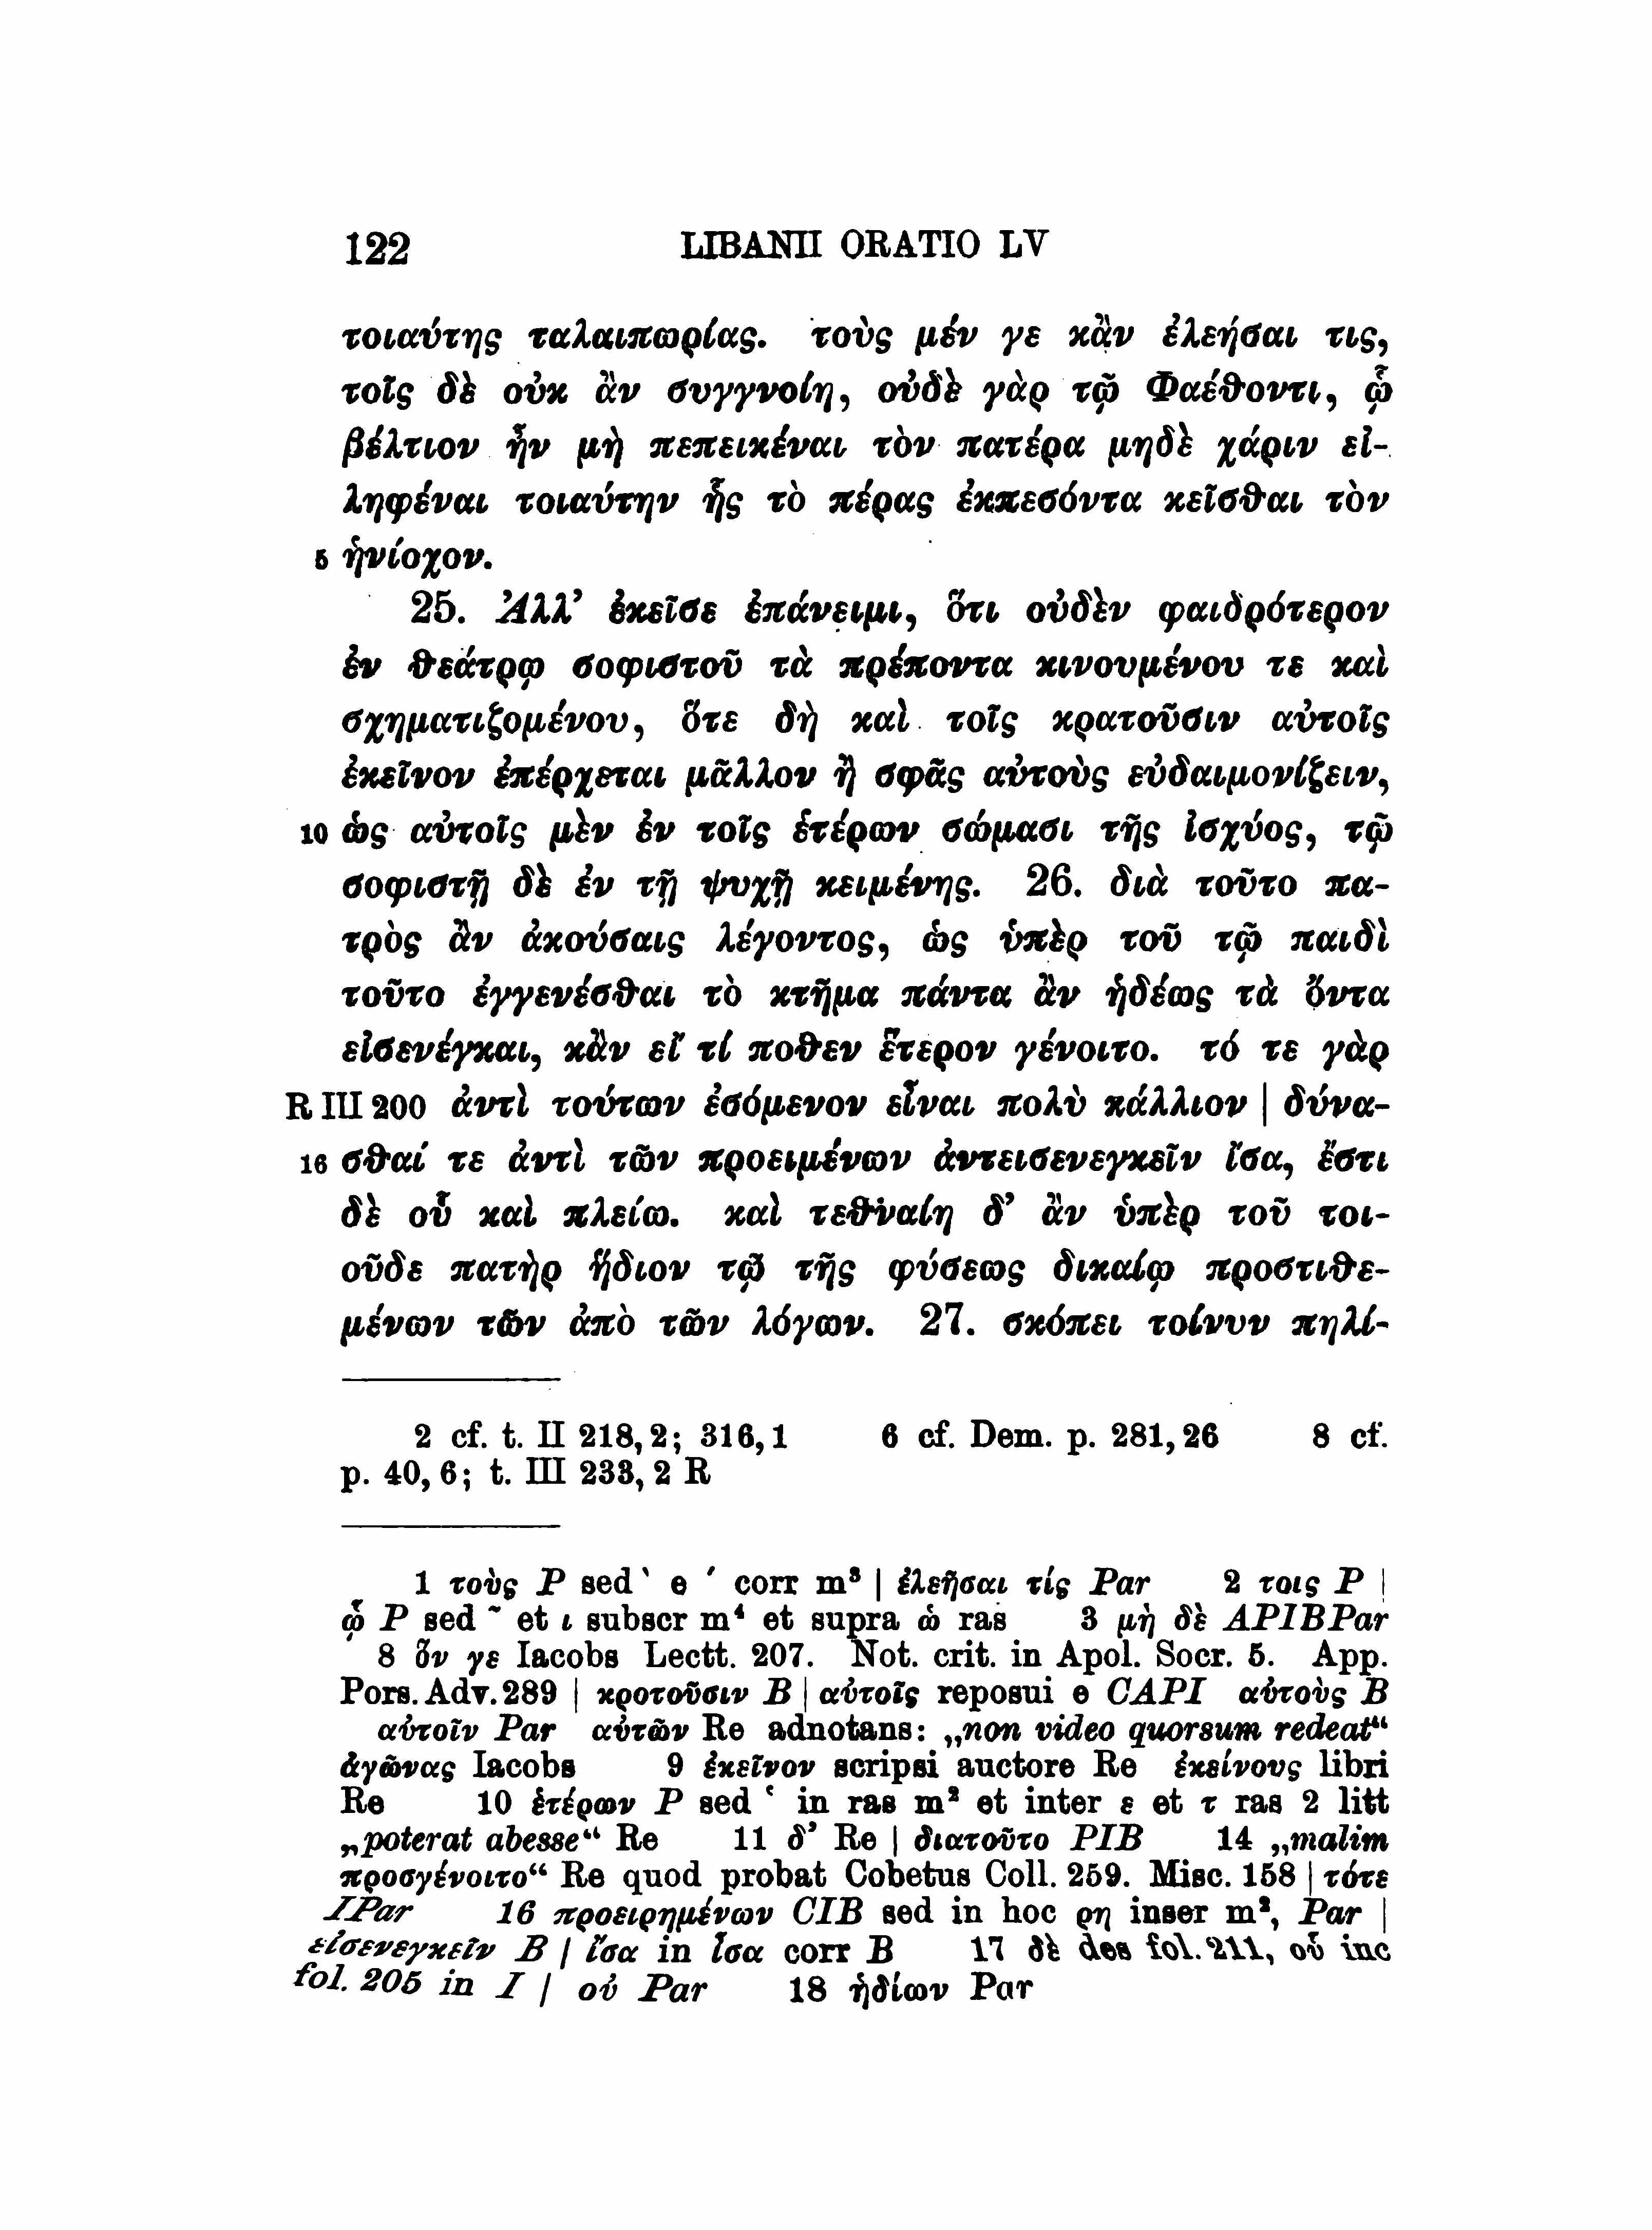 122 LIBANII ORATIO LV
τοιαύτης ταλαιπωρίας. τοὺς μέν γε κἂν ἐλεήσαι τις,
τοῖς δὲ οὐκ ἂν συγγνοίη, οὐδὲ γὰρ τῷ Φαέθοντι, ᾧ
βέλτιον ἦν μὴ πεπεικέναι τὸν πατέρα μηδὲ χάριν εἰ-
ληφέναι τοιαύτην ἧς τὸ πέρας ἐκπεσόντα κεῖσθαι τὸν
5 ἡνίοχον.
25. Ἀλλ’ ἐκεῖσε ἐπάνειμι, ὅτι οὐδὲν φαιδρότερον
ἐν θεάτρῳ σοφιστοῦ τὰ πρέποντα κινουμένου τε καὶ
σχηματιζομένου, ὅτε δὴ καὶ τοῖς κρατοῦσιν αὐτοῖς
ἐκεῖνον ἐπέρχεται μᾶλλον ἢ σφᾶς αὐτοὺς εὐδαιμονίζειν,
10 ὡς αὐτοῖς μὲν ἐν τοῖς ἑτέρων σώμασι τῆς ἰσχύος, τῷ
σοφιστῇ δὲ ἐν τῇ ψυχῇ κειμένης. 26. διὰ τοῦτο πα-
τρὸς ἂν ἀκούσαις λέγοντος, ὡς ὑπὲρ τοῦ τῷ παιδὶ
τοῦτο ἐγγενέσθαι τὸ κτῆμα πάντα ἂν ἡδέως τὰ ὄντα
εἰσενέγκαι, κἂν εἴ τί ποθεν ἕτερον γένοιτο. τό τε γὰρ
R III 200 ἀντὶ τούτων ἐσόμενον εἶναι πολὺ κάλλιον | δύνα-
16 σθαί τε ἀντὶ τῶν προειμένων ἀντεισενεγκεῖν ἴσα, ἔστι
δὲ οὗ καὶ πλείω. καὶ τεθναίη δ’ ἂν ὑπὲρ τοῦ τοι-
οῦδε πατὴρ ἥδιον τῷ τῆς φύσεως δικαίῳ προστιθε-
μένων τῶν ἀπὸ τῶν λόγων. 27. σκόπει τοίνυν πηλί-
2 cf. t. II 218, 2; 316, 1 6 cf. Dem. p. 281, 26 8 cf.
p. 40, 6; t. III 233, 2 R
1 τοὺς P sed ` e ´ corr m³ | ἐλεῆσαι τίς Par 2 τοις P |
ᾧ P sed ~ et ι subscr m⁴ et supra ὡ ras 3 μὴ δὲ APIBPar
8 ὅν γε Iacobs Lectt. 207. Not. crit. in Apol. Socr. 5. App.
Pors. Adv. 289 | κροτοῦσιν B | αὐτοῖς reposui e CAPI αὐτοὺς B
αὐτοῖν Par αὐτῶν Re adnotans: „non video quorsum redeat“
ἀγῶνας Iacobs 9 ἐκεῖνον scripsi auctore Re ἐκείνους libri
Re 10 ἑτέρων P sed ʽ in ras m² et inter ε et τ ras 2 litt
„poterat abesse“ Re 11 δ’ Re | διατοῦτο PIB 14 „malim
προσγένοιτο“ Re quod probat Cobetus Coll. 259. Misc. 158 | τότε
IPar 16 προειρημένων CIB sed in hoc ρη inser m², Par |
εἰσενεγκεῖν B | ἴσα in ἶσα corr B 17 δὲ des fol. 211, οὗ inc
fol. 205 in I | οὐ Par 18 ἡδίων Par